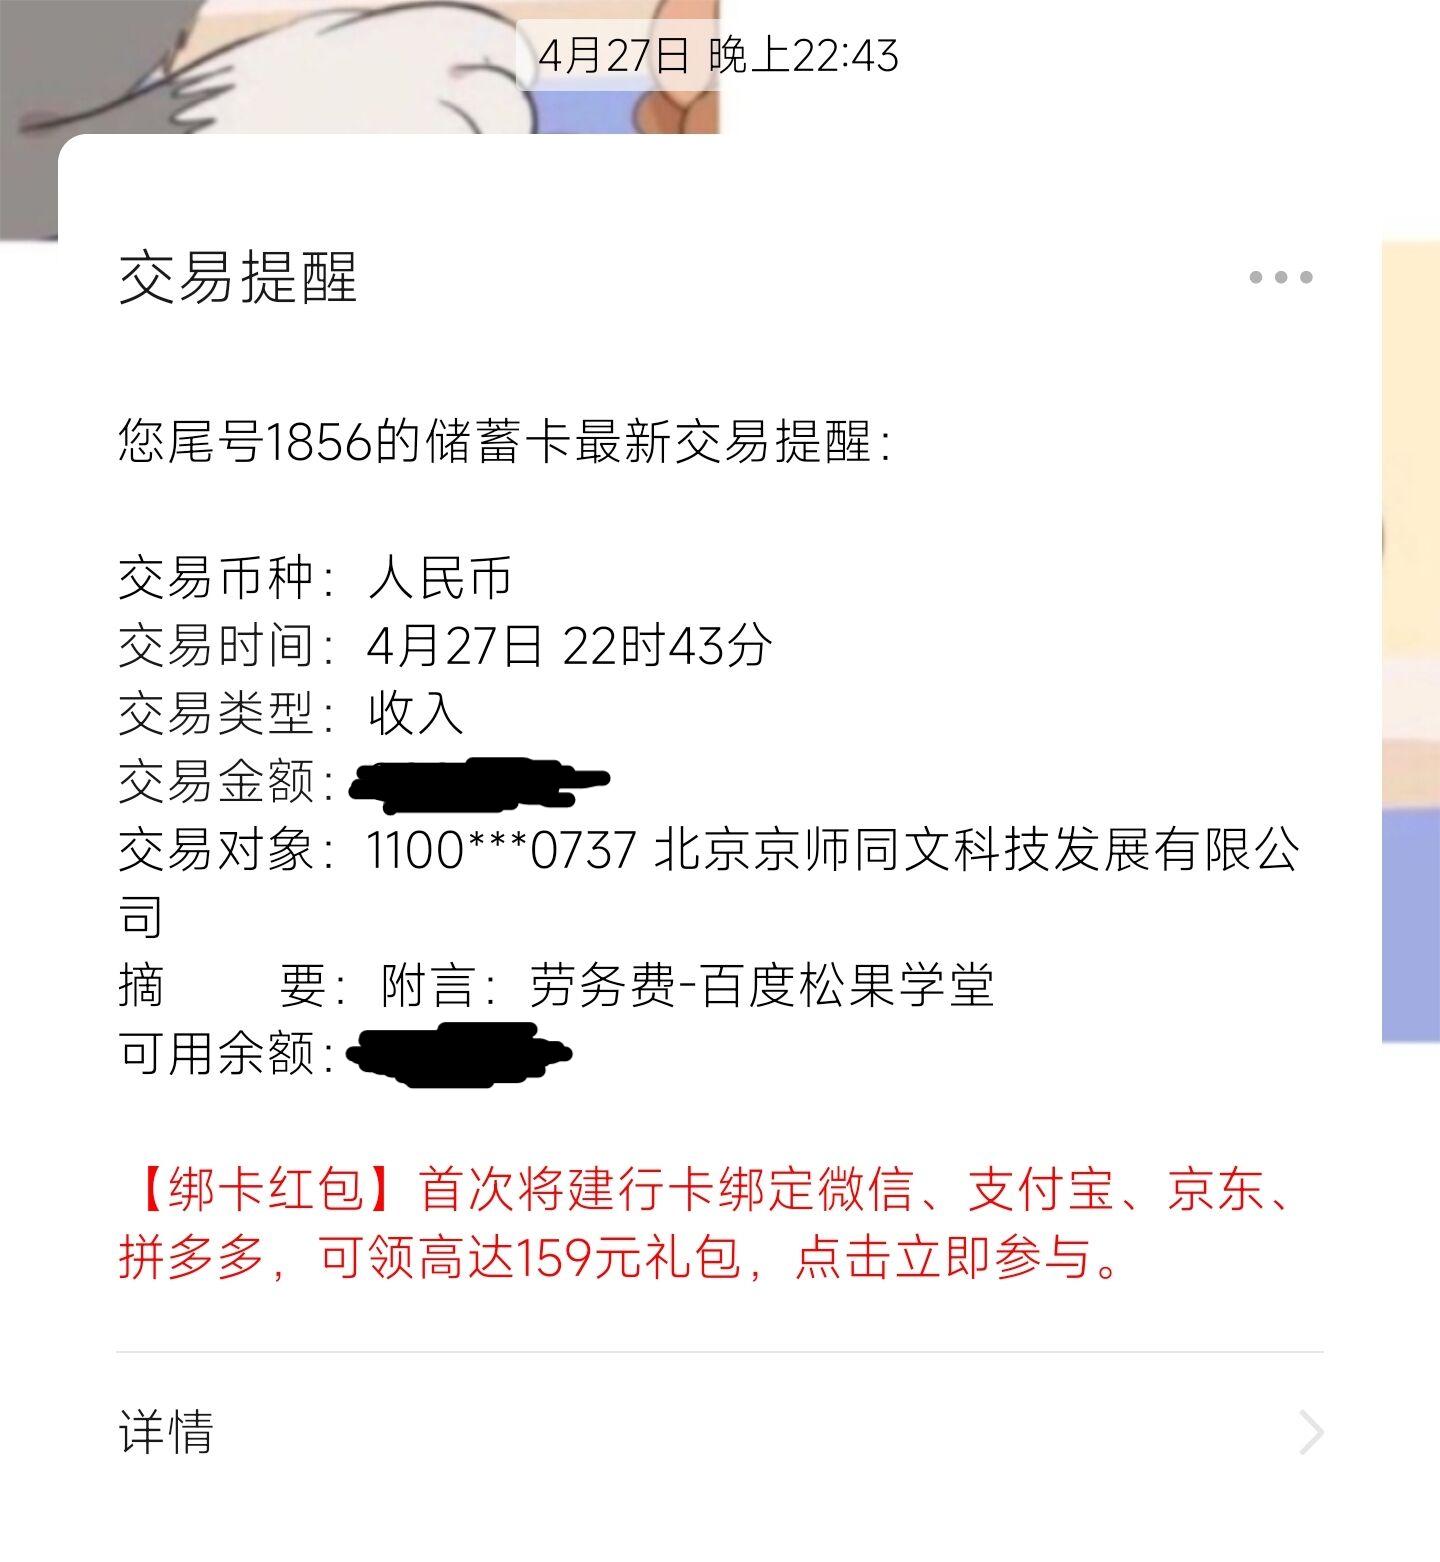 4月27日 晚上22:43
交易提醒
您尾号1856的储蓄卡最新交易提醒：
交易币种：人民币
交易时间：4月27日 22时43分
交易类型：收入
交易金额：
交易对象：1100***0737 北京京师同文科技发展有限公
司
摘　　要：附言：劳务费-百度松果学堂
可用余额：
【绑卡红包】首次将建行卡绑定微信、支付宝、京东、
拼多多，可领高达159元礼包，点击立即参与。
详情